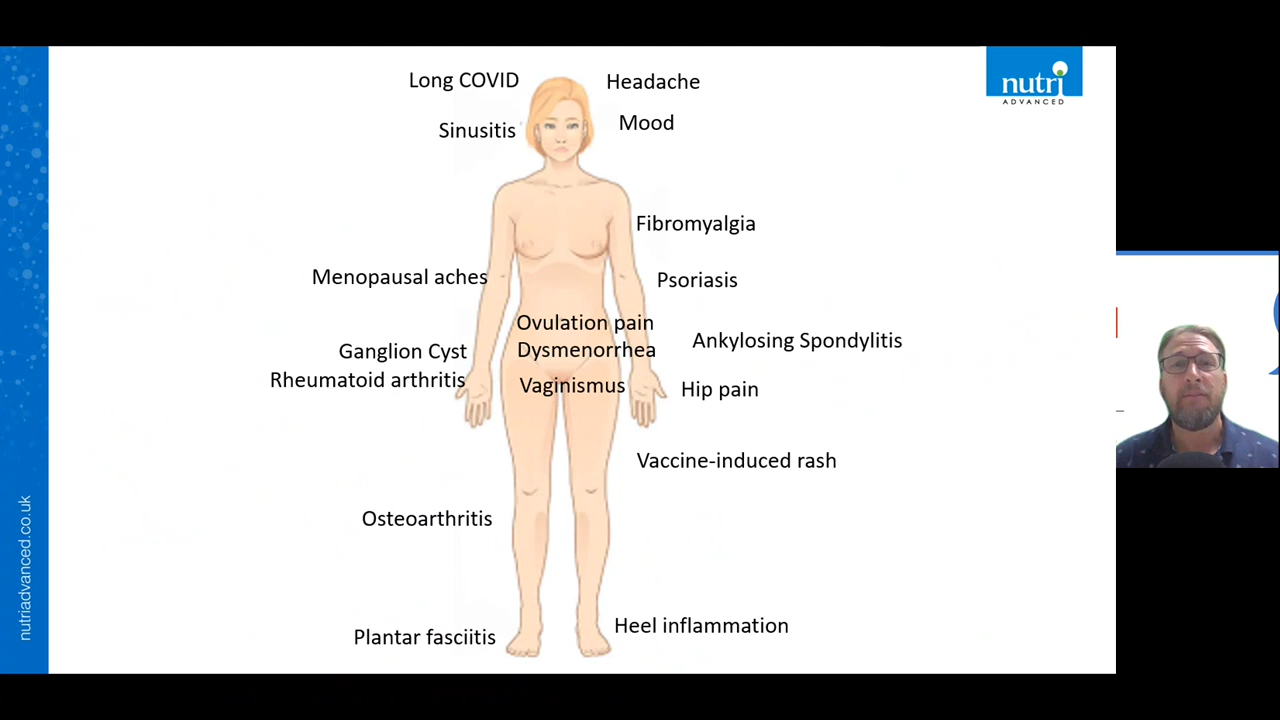 Long COVID
Headache
nutri
ADVANCED
Sinusitis
Mood
Fibromyalgia
Menopausal aches
Psoriasis
Ovulation pain
Ankylosing Spondylitis
Ganglion Cyst
Dysmenorrhea
Rheumatoid arthritis
Vaginismus
Hip pain
Vaccine-induced rash
Osteoarthritis
Plantar fasciitis
Heel inflammation
nutriadvanced.co.uk